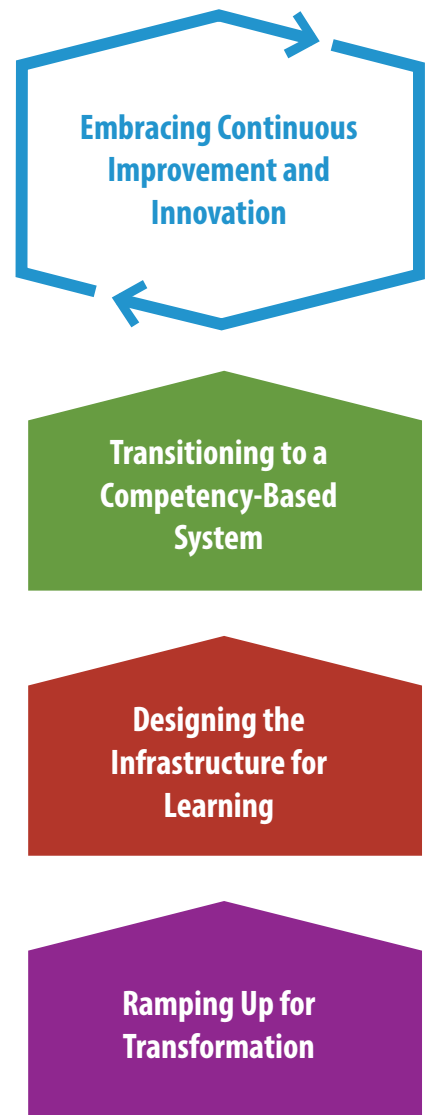 Embracing Continuous
Improvement and
Innovation
Transitioning to a
Competency-Based
System
Designing the
Infrastructure for
Learning
Ramping Up for
Transformation